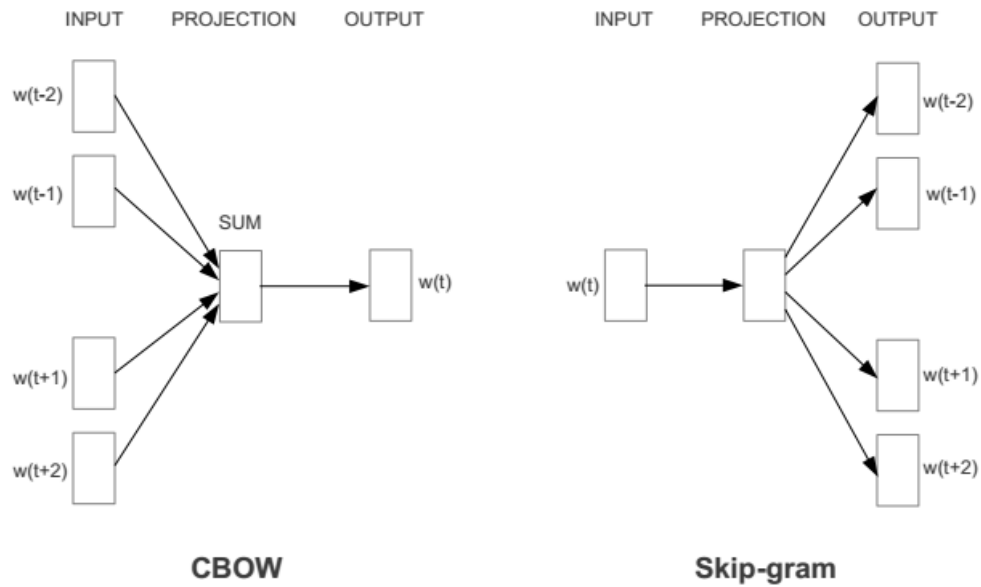 INPUT PROJECTION OUTPUT
w(t-2)
w(t-1)
SUM
w(t)
w(t+1)
w(t+2)
CBOW
INPUT PROJECTION OUTPUT
w(t-2)
w(t-1)
w(t)
w(t+1)
w(t+2)
Skip-gram